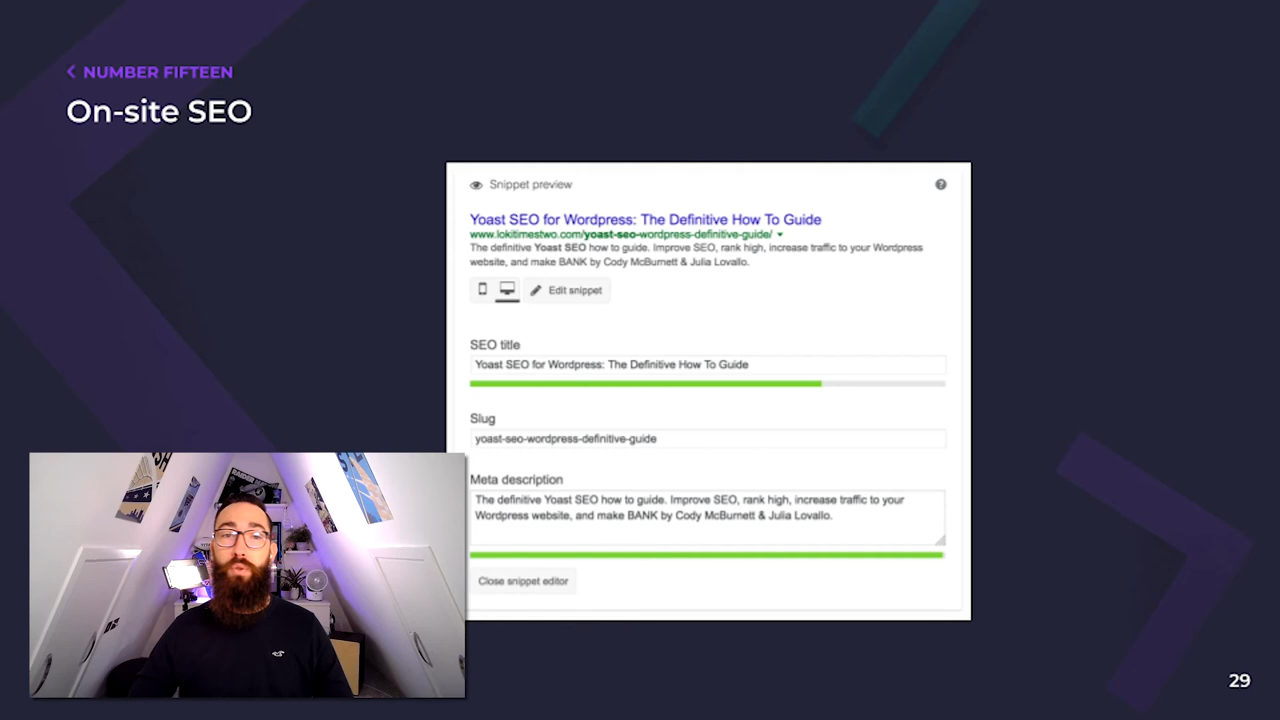 NUMBER FIFTEEN
On-site SEO
Snippet preview
Yoast SEO for Wordpress: The Definitive How To Guide
www.lokitimestwo.com/yoast-seo-wordpress-definitive-guide/
The definitive Yoast SEO how to guide. Improve SEO, rank high, increase traffic to your Wordpress
website, and make BANK by Cody McBurnett & Julia Lovallo.
Edit snippet
SEO title
Yoast SEO for Wordpress: The Definitive How To Guide
Slug
yoast-seo-wordpress-definitive-guide
Meta description
The definitive Yoast SEO how to guide. Improve SEO, rank high, increase traffic to your
Wordpress website, and make BANK by Cody McBurnett & Julia Lovallo.
Close snippet editor
29